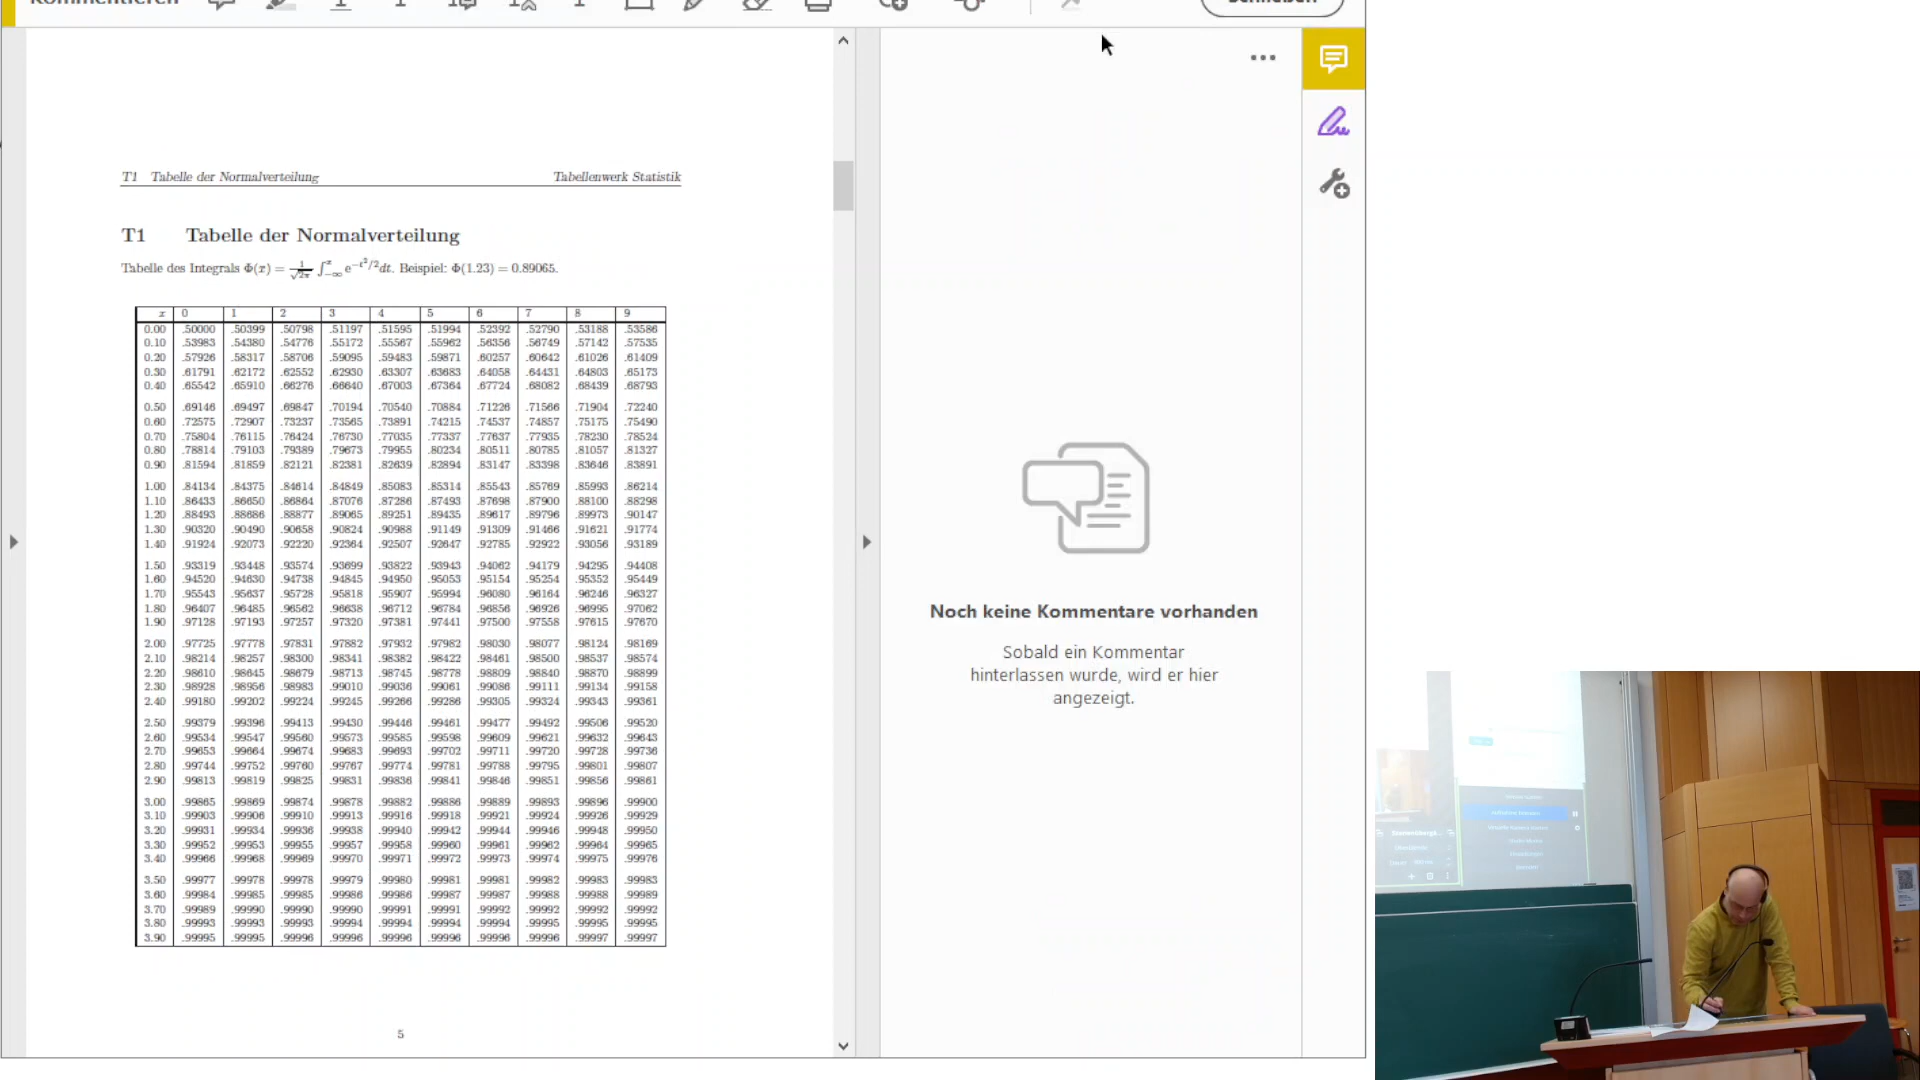 Kommentieren
Schließen
T1 Tabelle der Normalverteilung Tabellenwerk Statistik
T1 Tabelle der Normalverteilung
Tabelle des Integrals Φ(x) = 1/√2π ∫_{−∞}^{x} e^{−t²/2}dt. Beispiel: Φ(1.23) = 0.89065.
x 0 1 2 3 4 5 6 7 8 9
0.00 .50000 .50399 .50798 .51197 .51595 .51994 .52392 .52790 .53188 .53586
0.10 .53983 .54380 .54776 .55172 .55567 .55962 .56356 .56749 .57142 .57535
0.20 .57926 .58317 .58706 .59095 .59483 .59871 .60257 .60642 .61026 .61409
0.30 .61791 .62172 .62552 .62930 .63307 .63683 .64058 .64431 .64803 .65173
0.40 .65542 .65910 .66276 .66640 .67003 .67364 .67724 .68082 .68439 .68793
0.50 .69146 .69497 .69847 .70194 .70540 .70884 .71226 .71566 .71904 .72240
0.60 .72575 .72907 .73237 .73565 .73891 .74215 .74537 .74857 .75175 .75490
0.70 .75804 .76115 .76424 .76730 .77035 .77337 .77637 .77935 .78230 .78524
0.80 .78814 .79103 .79389 .79673 .79955 .80234 .80511 .80785 .81057 .81327
0.90 .81594 .81859 .82121 .82381 .82639 .82894 .83147 .83398 .83646 .83891
1.00 .84134 .84375 .84614 .84849 .85083 .85314 .85543 .85769 .85993 .86214
1.10 .86433 .86650 .86864 .87076 .87286 .87493 .87698 .87900 .88100 .88298
1.20 .88493 .88686 .88877 .89065 .89251 .89435 .89617 .89796 .89973 .90147
1.30 .90320 .90490 .90658 .90824 .90988 .91149 .91309 .91466 .91621 .91774
1.40 .91924 .92073 .92220 .92364 .92507 .92647 .92785 .92922 .93056 .93189
1.50 .93319 .93448 .93574 .93699 .93822 .93943 .94062 .94179 .94295 .94408
1.60 .94520 .94630 .94738 .94845 .94950 .95053 .95154 .95254 .95352 .95449
1.70 .95543 .95637 .95728 .95818 .95907 .95994 .96080 .96164 .96246 .96327
1.80 .96407 .96485 .96562 .96638 .96712 .96784 .96856 .96926 .96995 .97062
1.90 .97128 .97193 .97257 .97320 .97381 .97441 .97500 .97558 .97615 .97670
2.00 .97725 .97778 .97831 .97882 .97932 .97982 .98030 .98077 .98124 .98169
2.10 .98214 .98257 .98300 .98341 .98382 .98422 .98461 .98500 .98537 .98574
2.20 .98610 .98645 .98679 .98713 .98745 .98778 .98809 .98840 .98870 .98899
2.30 .98928 .98956 .98983 .99010 .99036 .99061 .99086 .99111 .99134 .99158
2.40 .99180 .99202 .99224 .99245 .99266 .99286 .99305 .99324 .99343 .99361
2.50 .99379 .99396 .99413 .99430 .99446 .99461 .99477 .99492 .99506 .99520
2.60 .99534 .99547 .99560 .99573 .99585 .99598 .99609 .99621 .99632 .99643
2.70 .99653 .99664 .99674 .99683 .99693 .99702 .99711 .99720 .99728 .99736
2.80 .99744 .99752 .99760 .99767 .99774 .99781 .99788 .99795 .99801 .99807
2.90 .99813 .99819 .99825 .99831 .99836 .99841 .99846 .99851 .99856 .99861
3.00 .99865 .99869 .99874 .99878 .99882 .99886 .99889 .99893 .99896 .99900
3.10 .99903 .99906 .99910 .99913 .99916 .99918 .99921 .99924 .99926 .99929
3.20 .99931 .99934 .99936 .99938 .99940 .99942 .99944 .99946 .99948 .99950
3.30 .99952 .99953 .99955 .99957 .99958 .99960 .99961 .99962 .99964 .99965
3.40 .99966 .99968 .99969 .99970 .99971 .99972 .99973 .99974 .99975 .99976
3.50 .99977 .99978 .99978 .99979 .99980 .99981 .99981 .99982 .99983 .99983
3.60 .99984 .99985 .99985 .99986 .99986 .99987 .99987 .99988 .99988 .99989
3.70 .99989 .99990 .99990 .99990 .99991 .99991 .99992 .99992 .99992 .99992
3.80 .99993 .99993 .99993 .99994 .99994 .99994 .99994 .99995 .99995 .99995
3.90 .99995 .99995 .99996 .99996 .99996 .99996 .99996 .99996 .99997 .99997
5
Noch keine Kommentare vorhanden
Sobald ein Kommentar
hinterlassen wurde, wird er hier
angezeigt.